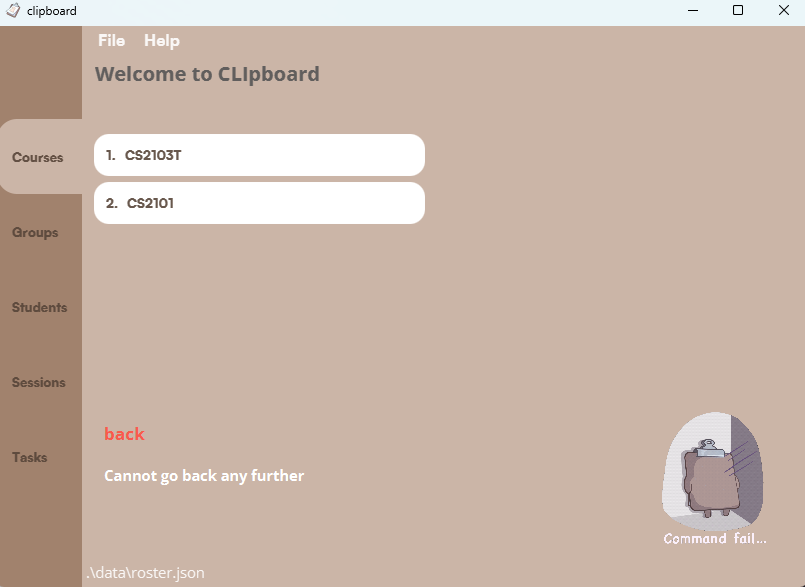 clipboard
File Help
Welcome to CLIpboard
Courses
Groups
Students
Sessions
Tasks
1. CS2103T
2. CS2101
back
Cannot go back any further
Command fail...
.\data\roster.json